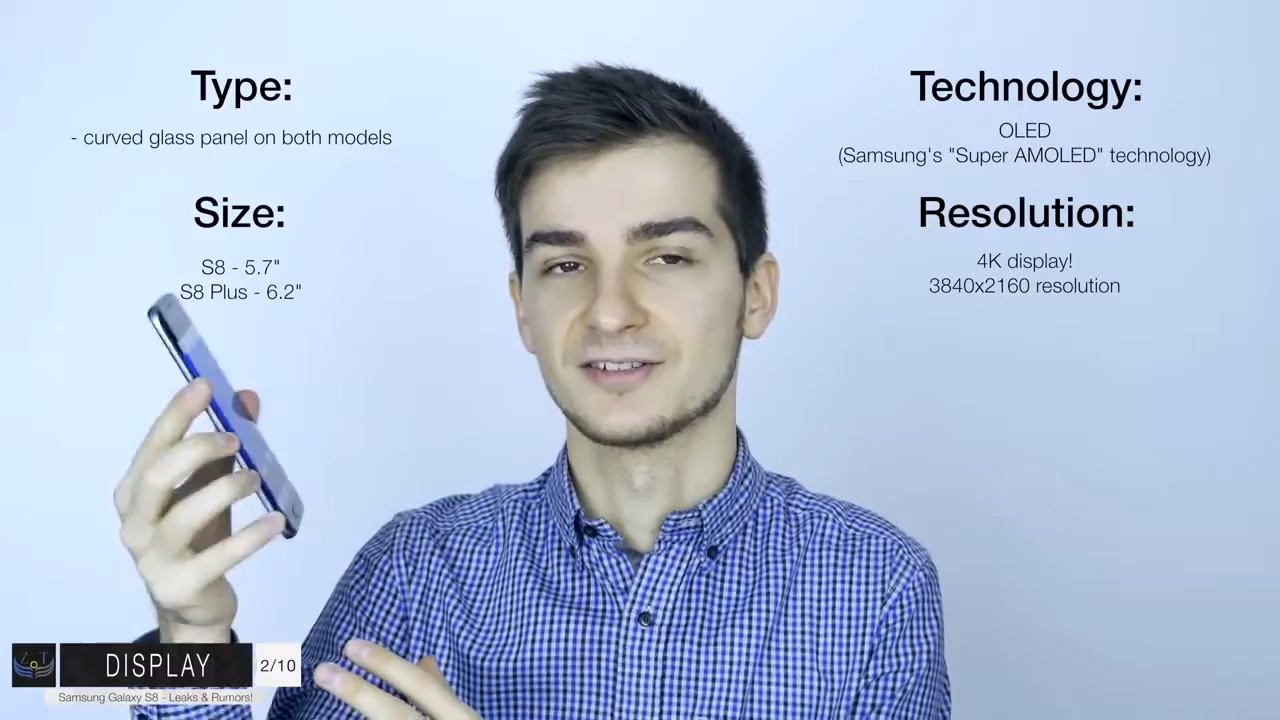 Type:
- curved glass panel on both models
Size:
S8 - 5.7"
S8 Plus - 6.2"
Technology:
OLED
(Samsung's "Super AMOLED" technology)
Resolution:
4K display!
3840x2160 resolution
ZoT
DISPLAY
2/10
Samsung Galaxy S8 - Leaks & Rumors!